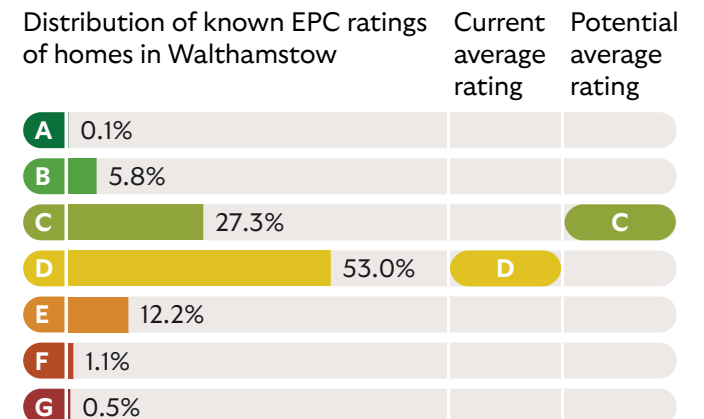 Distribution of known EPC ratings
of homes in Walthamstow
Current
average
rating
Potential
average
rating
A 0.1%
B 5.8%
C 27.3% C
D 53.0% D
E 12.2%
F 1.1%
G 0.5%